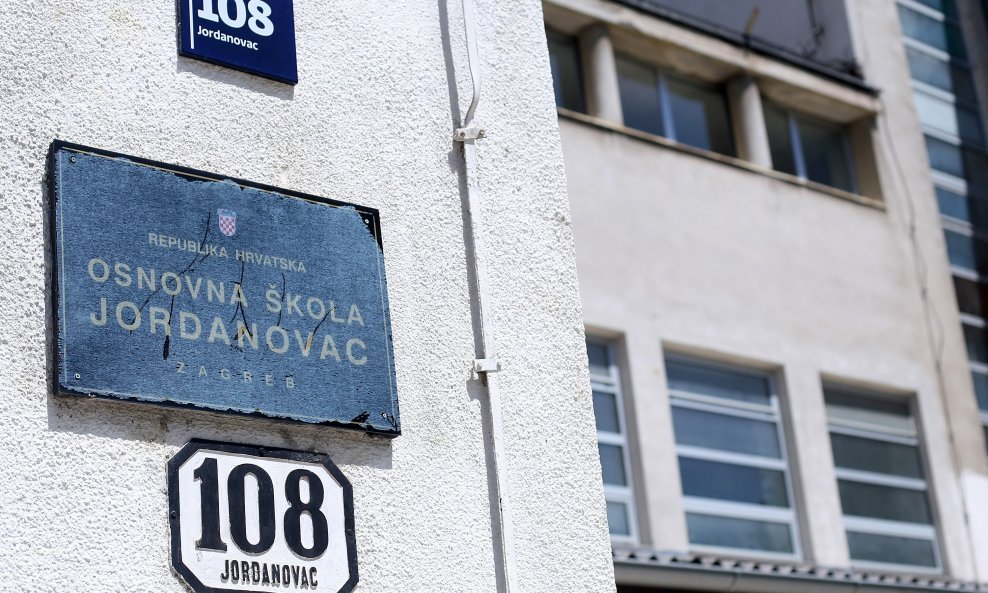 108
Jordanovac
REPUBLIKA HRVATSKA
OSNOVNA ŠKOLA
JORDANOVAC
ZAGREB
108
JORDANOVAC